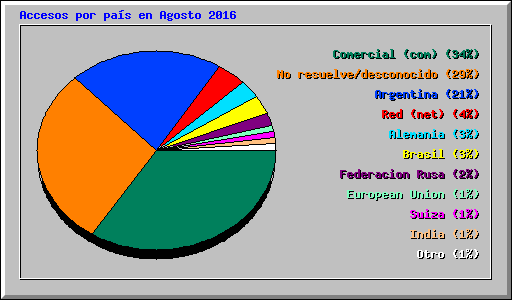 Accesos por país en Agosto 2016
Comercial (com) (34%)
No resuelve/desconocido (29%)
Argentina (21%)
Red (net) (4%)
Alemania (3%)
Brasil (3%)
Federacion Rusa (2%)
European Union (1%)
Suiza (1%)
India (1%)
Otro (1%)